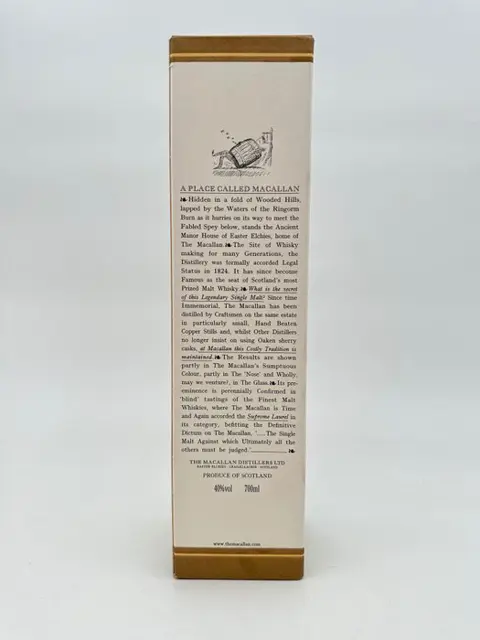 A PLACE CALLED MACALLAN
❧Hidden in a fold of Wooded Hills,
lapped by the Waters of the Ringorm
Burn as it hurries on its way to meet the
Fabled Spey below, stands the Ancient
Manor House of Easter Elchies, home of
The Macallan.❧The Site of Whisky
making for many Generations, the
Distillery was formally accorded Legal
Status in 1824. It has since become
Famous as the seat of Scotland's most
Prized Malt Whisky.❧What is the secret
of this Legendary Single Malt? Since time
Immemorial, The Macallan has been
distilled by Craftsmen on the same estate
in particularly small, Hand Beaten
Copper Stills and, whilst Other Distillers
no longer insist on using Oaken sherry
casks, at Macallan this Costly Tradition is
maintained.❧The Results are shown
partly in The Macallan's Sumptuous
Colour, partly in The 'Nose' and Wholly,
may we venture?, in The Glass.❧Its pre-
eminence is perennially Confirmed in
'blind' tastings of the Finest Malt
Whiskies, where The Macallan is Time
and Again accorded the Supreme Laurel in
its category, befitting the Definitive
Dictum on The Macallan, '....The Single
Malt Against which Ultimately all the
others must be judged.'❧
THE MACALLAN DISTILLERS LTD
EASTER ELCHIES · CRAIGELLACHIE · SCOTLAND
PRODUCE OF SCOTLAND
40%vol 700ml
www.themacallan.com